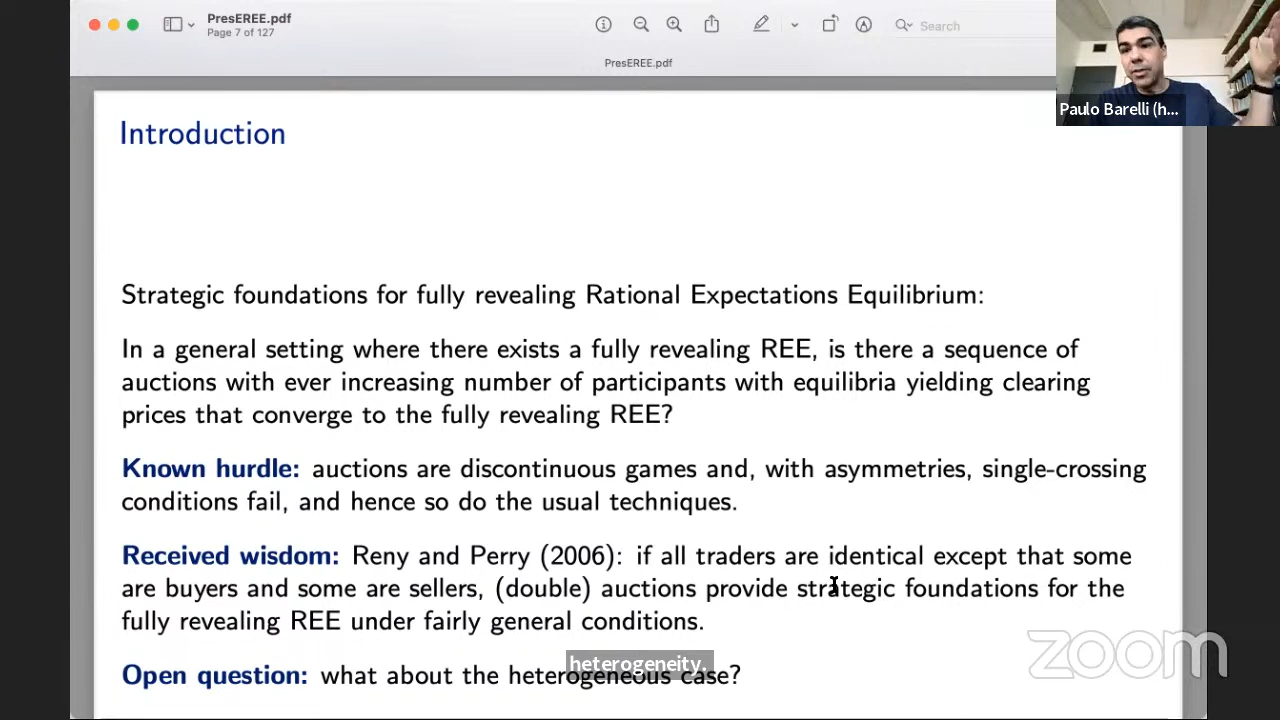 PresEREE.pdf
Page 7 of 127
Search
PresEREE.pdf
Paulo Barelli (h...
Introduction
Strategic foundations for fully revealing Rational Expectations Equilibrium:
In a general setting where there exists a fully revealing REE, is there a sequence of
auctions with ever increasing number of participants with equilibria yielding clearing
prices that converge to the fully revealing REE?
Known hurdle: auctions are discontinuous games and, with asymmetries, single-crossing
conditions fail, and hence so do the usual techniques.
Received wisdom: Reny and Perry (2006): if all traders are identical except that some
are buyers and some are sellers, (double) auctions provide strategic foundations for the
fully revealing REE under fairly general conditions.
heterogeneity.
Open question: what about the heterogeneous case?
zoom